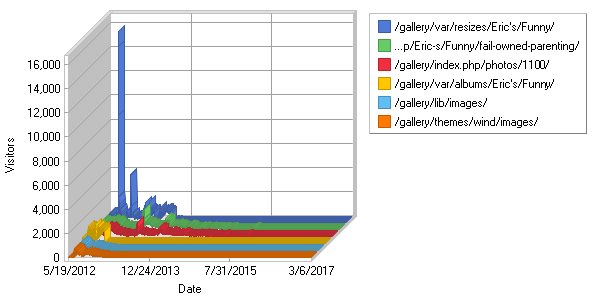 /gallery/var/resizes/Eric's/Funny/
...p/Eric-s/Funny/fail-owned-parenting/
/gallery/index.php/photos/1100/
/gallery/var/albums/Eric's/Funny/
/gallery/lib/images/
/gallery/themes/wind/images/
Visitors
16,000
14,000
12,000
10,000
8,000
6,000
4,000
2,000
0
5/19/2012 12/24/2013 7/31/2015 3/6/2017
Date